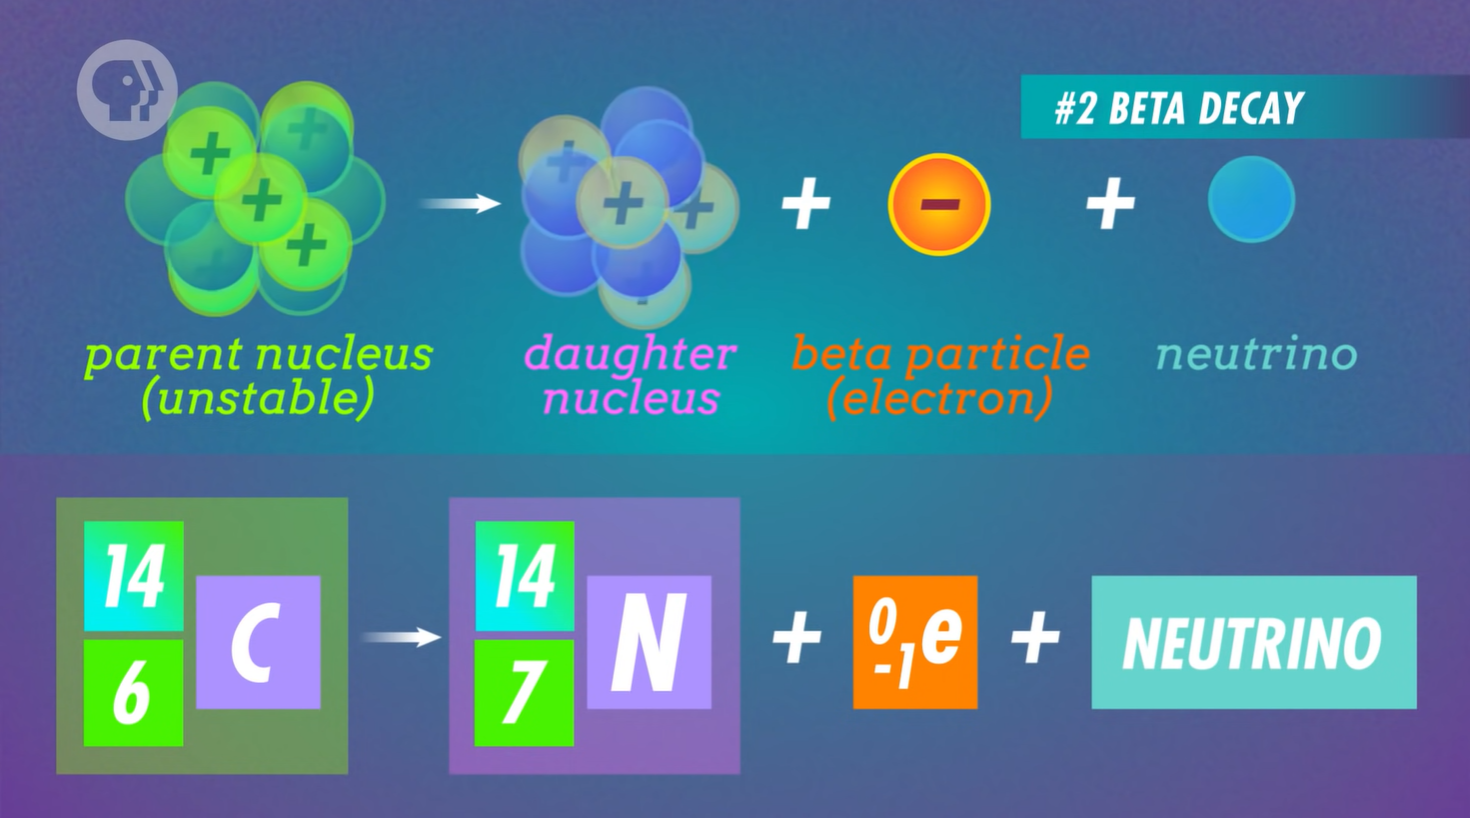 #2 BETA DECAY
+ + + + +
→ + - +
parent nucleus
(unstable)
daughter
nucleus
beta particle
(electron)
neutrino
14
6
C
→
14
7
N
+
0
-1
e
+
NEUTRINO